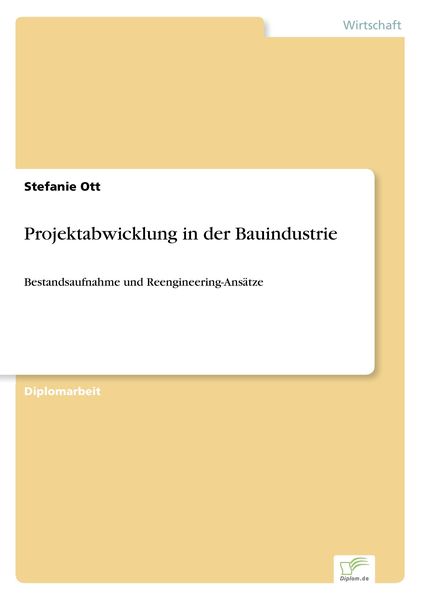 Wirtschaft
Stefanie Ott
Projektabwicklung in der Bauindustrie
Bestandsaufnahme und Reengineering-Ansätze
Diplomarbeit
Diplom.de